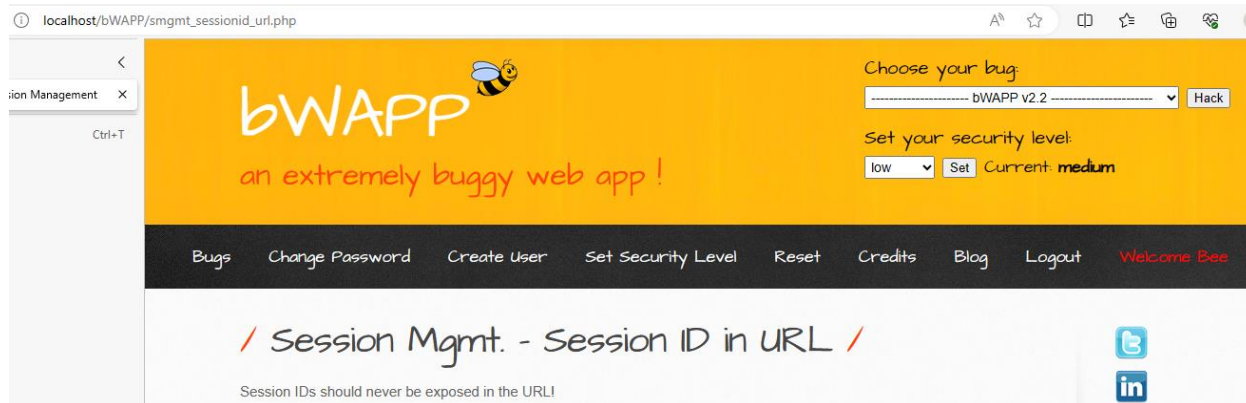 localhost/bWAPP/smgmt_sessionid_url.php
sion Management
Ctrl+T
bWAPP
an extremely buggy web app !
Choose your bug:
---------------------- bWAPP v2.2 ----------------------- Hack
Set your security level:
low Set Current: medium
Bugs Change Password Create User Set Security Level Reset Credits Blog Logout Welcome Bee
/ Session Mgmt. - Session ID in URL /
Session IDs should never be exposed in the URL!
in